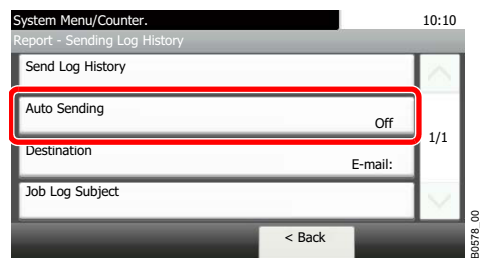 System Menu/Counter. 10:10
Report - Sending Log History
Send Log History
Auto Sending
Off
1/1
Destination
E-mail:
Job Log Subject
< Back
B0578_00